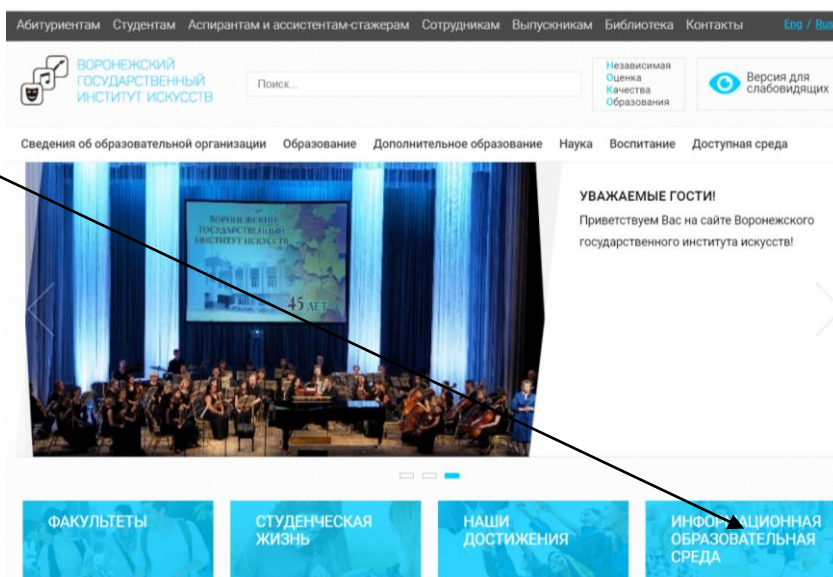 Абитуриентам Студентам Аспирантам и ассистентам-стажерам Сотрудникам Выпускникам Библиотека Контакты Eng / Rus
ВОРОНЕЖСКИЙ
ГОСУДАРСТВЕННЫЙ
ИНСТИТУТ ИСКУССТВ
Поиск...
Независимая
Оценка
Качества
Образования
Версия для
слабовидящих
Сведения об образовательной организации Образование Дополнительное образование Наука Воспитание Доступная среда
ВОРОНЕЖСКИЙ
ГОСУДАРСТВЕННЫЙ
ИНСТИТУТ ИСКУССТВ
45 ЛЕТ
УВАЖАЕМЫЕ ГОСТИ!
Приветствуем Вас на сайте Воронежского
государственного института искусств!
ФАКУЛЬТЕТЫ
СТУДЕНЧЕСКАЯ
ЖИЗНЬ
НАШИ
ДОСТИЖЕНИЯ
ИНФОРМАЦИОННАЯ
ОБРАЗОВАТЕЛЬНАЯ
СРЕДА